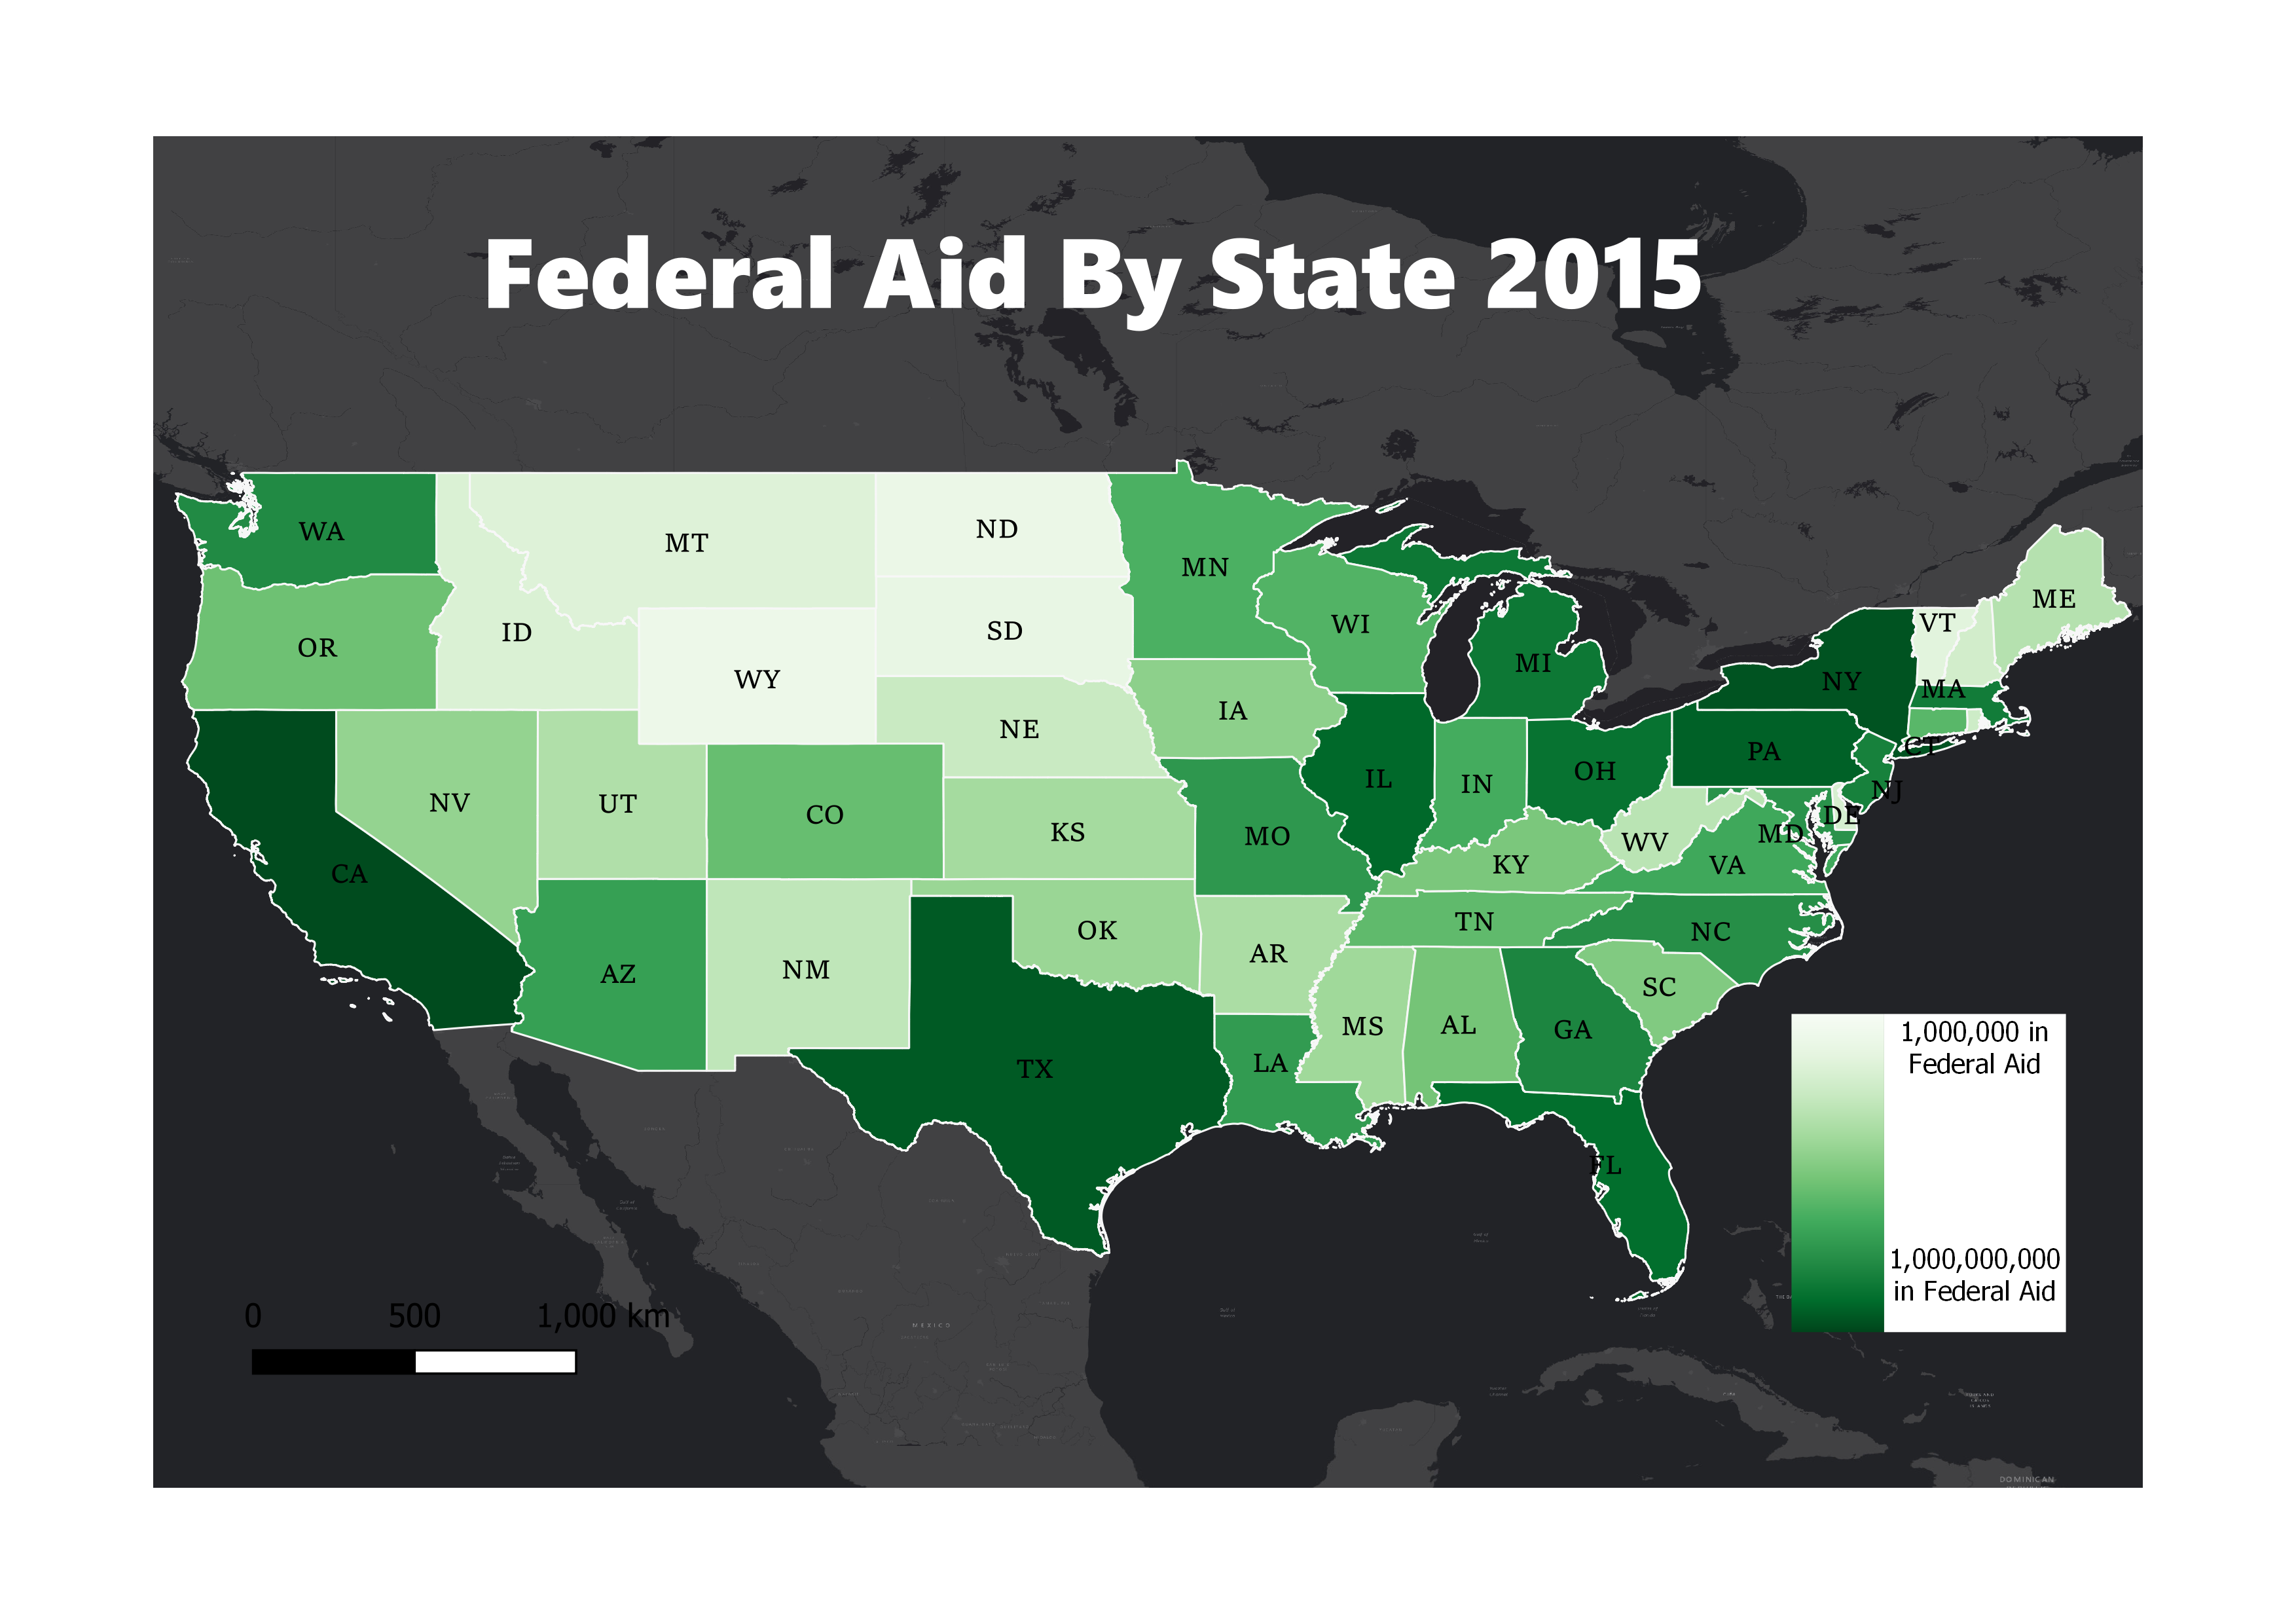 Federal Aid By State 2015
WA
MT
ND
MN
ME
VT
OR
ID
SD
WI
MI
WY
NY
MA
IA
NE
CT
PA
NV
UT
CO
IL
IN
OH
NJ
DE
KS
MO
MD
WV
VA
KY
CA
OK
TN
NC
AZ
NM
AR
SC
MS
AL
GA
TX
LA
FL
1,000,000 in
Federal Aid
1,000,000,000
in Federal Aid
0 500 1,000 km
MEXICO
DOMINICAN